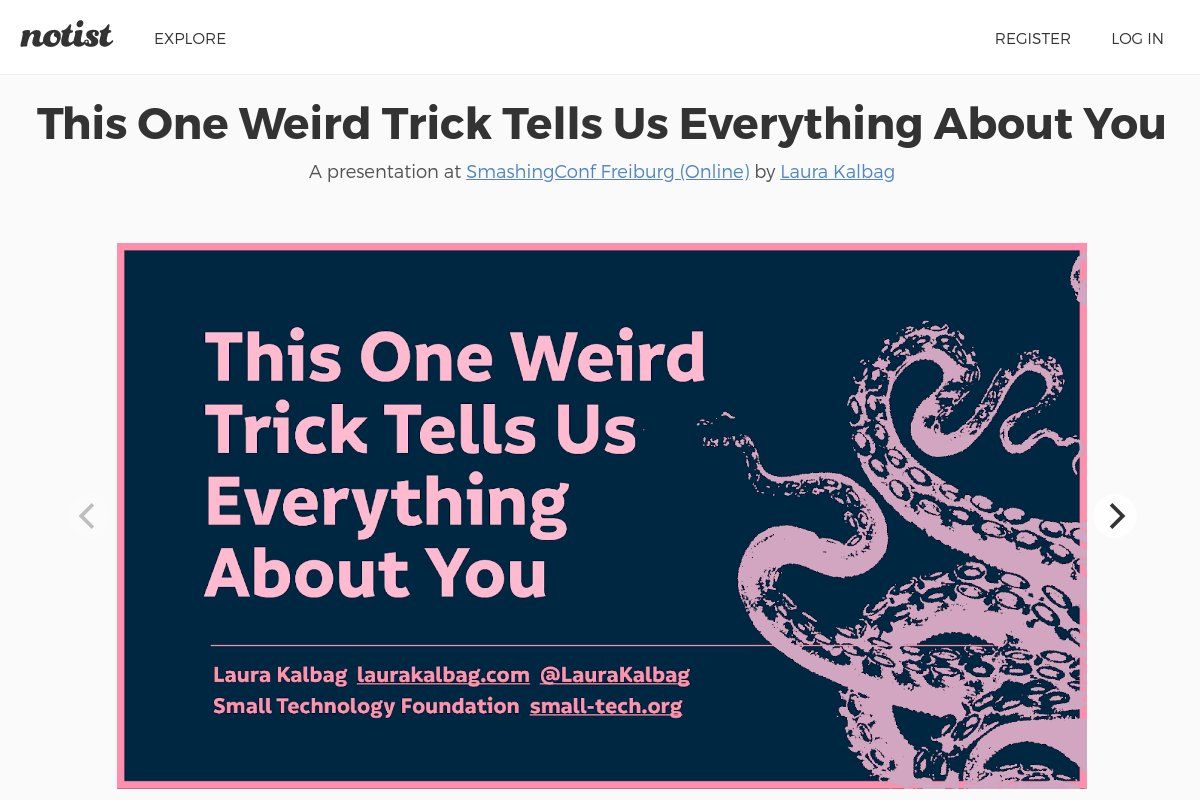 notist
EXPLORE
REGISTER
LOG IN
This One Weird Trick Tells Us Everything About You
A presentation at SmashingConf Freiburg (Online) by Laura Kalbag
This One Weird
Trick Tells Us
Everything
About You
Laura Kalbag laurakalbag.com @LauraKalbag
Small Technology Foundation small-tech.org